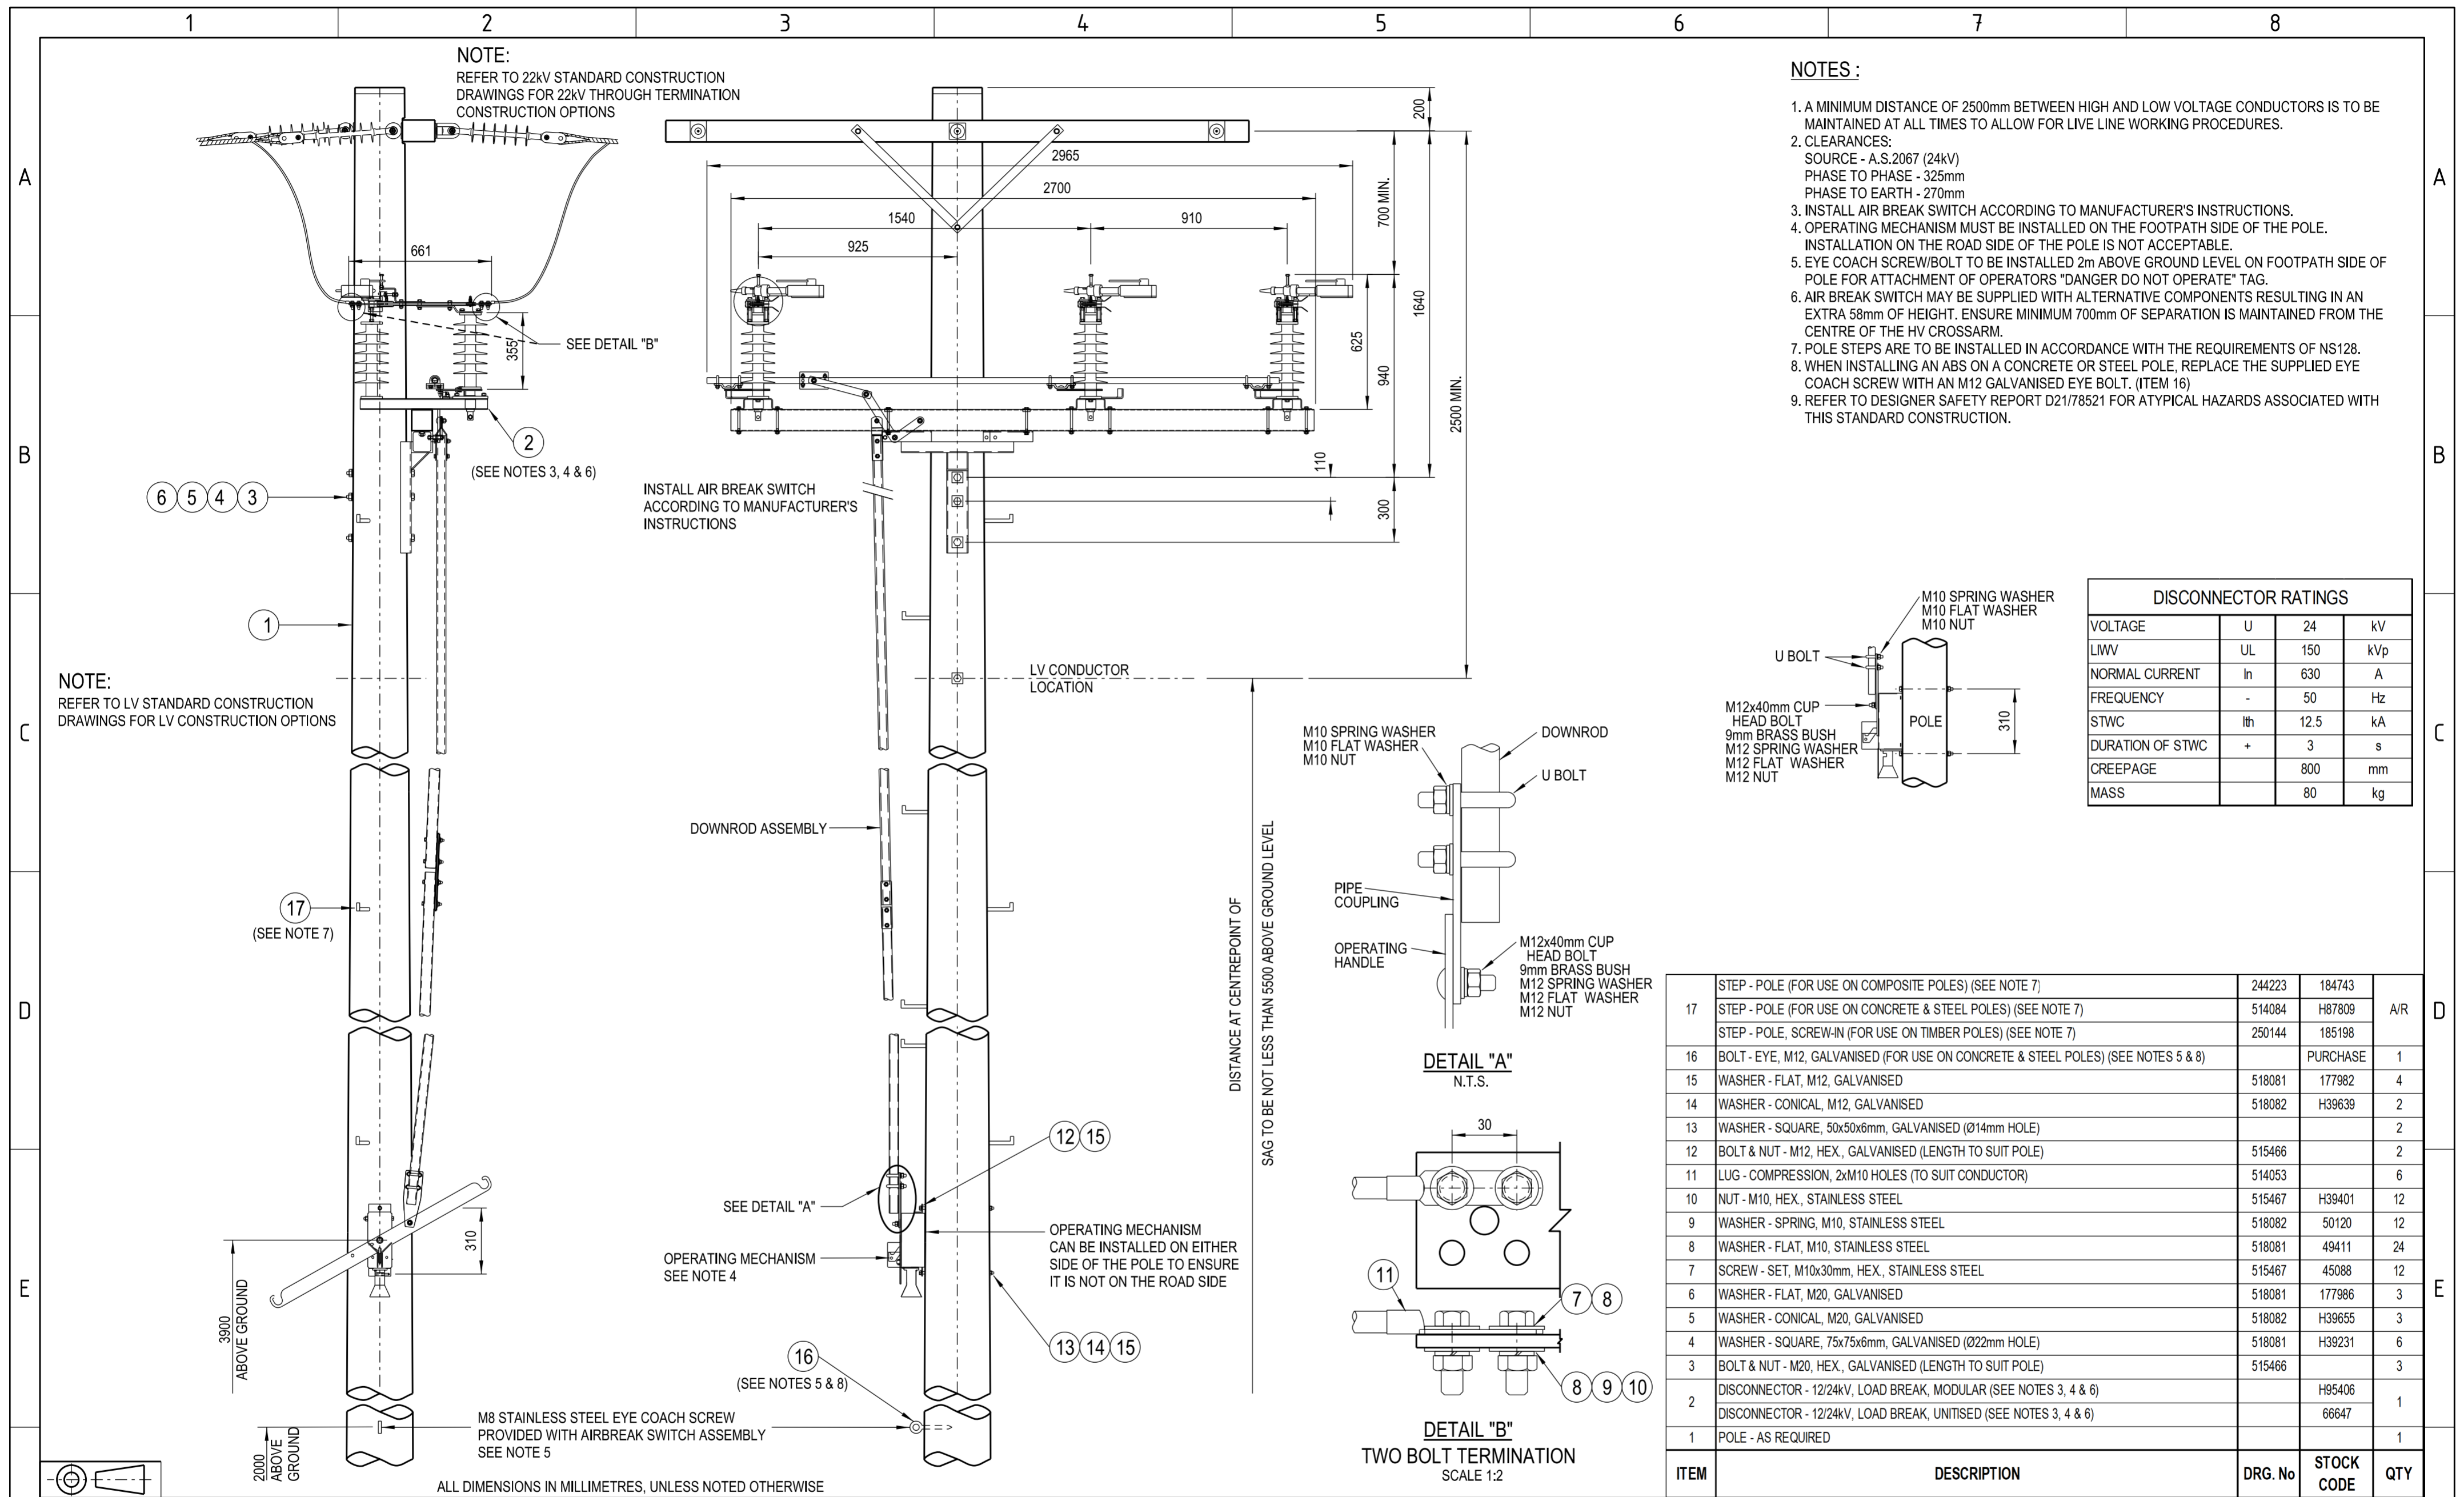 1 2 3 4 5 6 7 8
A
B
C
D
E
A
B
C
D
E
NOTE:
REFER TO 22kV STANDARD CONSTRUCTION
DRAWINGS FOR 22kV THROUGH TERMINATION
CONSTRUCTION OPTIONS
661
355
SEE DETAIL "B"
2
(SEE NOTES 3, 4 & 6)
6 5 4 3
1
NOTE:
REFER TO LV STANDARD CONSTRUCTION
DRAWINGS FOR LV CONSTRUCTION OPTIONS
17
(SEE NOTE 7)
310
3900
ABOVE GROUND
2000
ABOVE
GROUND
M8 STAINLESS STEEL EYE COACH SCREW
PROVIDED WITH AIRBREAK SWITCH ASSEMBLY
SEE NOTE 5
ALL DIMENSIONS IN MILLIMETRES, UNLESS NOTED OTHERWISE
200
2965
2700
1540
910
925
700 MIN.
1640
625
940
2500 MIN.
110
300
INSTALL AIR BREAK SWITCH
ACCORDING TO MANUFACTURER'S
INSTRUCTIONS
LV CONDUCTOR
LOCATION
DOWNROD ASSEMBLY
DISTANCE AT CENTREPOINT OF
SAG TO BE NOT LESS THAN 5500 ABOVE GROUND LEVEL
12 15
SEE DETAIL "A"
OPERATING MECHANISM
SEE NOTE 4
OPERATING MECHANISM
CAN BE INSTALLED ON EITHER
SIDE OF THE POLE TO ENSURE
IT IS NOT ON THE ROAD SIDE
13 14 15
16
(SEE NOTES 5 & 8)
M10 SPRING WASHER
M10 FLAT WASHER
M10 NUT
DOWNROD
U BOLT
PIPE
COUPLING
OPERATING
HANDLE
M12x40mm CUP
HEAD BOLT
9mm BRASS BUSH
M12 SPRING WASHER
M12 FLAT WASHER
M12 NUT
DETAIL "A"
N.T.S.
30
11
7 8
8 9 10
DETAIL "B"
TWO BOLT TERMINATION
SCALE 1:2
NOTES :
1. A MINIMUM DISTANCE OF 2500mm BETWEEN HIGH AND LOW VOLTAGE CONDUCTORS IS TO BE
MAINTAINED AT ALL TIMES TO ALLOW FOR LIVE LINE WORKING PROCEDURES.
2. CLEARANCES:
SOURCE - A.S.2067 (24kV)
PHASE TO PHASE - 325mm
PHASE TO EARTH - 270mm
3. INSTALL AIR BREAK SWITCH ACCORDING TO MANUFACTURER'S INSTRUCTIONS.
4. OPERATING MECHANISM MUST BE INSTALLED ON THE FOOTPATH SIDE OF THE POLE.
INSTALLATION ON THE ROAD SIDE OF THE POLE IS NOT ACCEPTABLE.
5. EYE COACH SCREW/BOLT TO BE INSTALLED 2m ABOVE GROUND LEVEL ON FOOTPATH SIDE OF
POLE FOR ATTACHMENT OF OPERATORS "DANGER DO NOT OPERATE" TAG.
6. AIR BREAK SWITCH MAY BE SUPPLIED WITH ALTERNATIVE COMPONENTS RESULTING IN AN
EXTRA 58mm OF HEIGHT. ENSURE MINIMUM 700mm OF SEPARATION IS MAINTAINED FROM THE
CENTRE OF THE HV CROSSARM.
7. POLE STEPS ARE TO BE INSTALLED IN ACCORDANCE WITH THE REQUIREMENTS OF NS128.
8. WHEN INSTALLING AN ABS ON A CONCRETE OR STEEL POLE, REPLACE THE SUPPLIED EYE
COACH SCREW WITH AN M12 GALVANISED EYE BOLT. (ITEM 16)
9. REFER TO DESIGNER SAFETY REPORT D21/78521 FOR ATYPICAL HAZARDS ASSOCIATED WITH
THIS STANDARD CONSTRUCTION.
M10 SPRING WASHER
M10 FLAT WASHER
M10 NUT
U BOLT
M12x40mm CUP
HEAD BOLT
9mm BRASS BUSH
M12 SPRING WASHER
M12 FLAT WASHER
M12 NUT
POLE
310
DISCONNECTOR RATINGS
VOLTAGE U 24 kV
LIWV UL 150 kVp
NORMAL CURRENT In 630 A
FREQUENCY - 50 Hz
STWC Ith 12.5 kA
DURATION OF STWC + 3 s
CREEPAGE 800 mm
MASS 80 kg
17 STEP - POLE (FOR USE ON COMPOSITE POLES) (SEE NOTE 7) 244223 184743 A/R
STEP - POLE (FOR USE ON CONCRETE & STEEL POLES) (SEE NOTE 7) 514084 H87809
STEP - POLE, SCREW-IN (FOR USE ON TIMBER POLES) (SEE NOTE 7) 250144 185198
16 BOLT - EYE, M12, GALVANISED (FOR USE ON CONCRETE & STEEL POLES) (SEE NOTES 5 & 8) PURCHASE 1
15 WASHER - FLAT, M12, GALVANISED 518081 177982 4
14 WASHER - CONICAL, M12, GALVANISED 518082 H39639 2
13 WASHER - SQUARE, 50x50x6mm, GALVANISED (Ø14mm HOLE) 2
12 BOLT & NUT - M12, HEX., GALVANISED (LENGTH TO SUIT POLE) 515466 2
11 LUG - COMPRESSION, 2xM10 HOLES (TO SUIT CONDUCTOR) 514053 6
10 NUT - M10, HEX., STAINLESS STEEL 515467 H39401 12
9 WASHER - SPRING, M10, STAINLESS STEEL 518082 50120 12
8 WASHER - FLAT, M10, STAINLESS STEEL 518081 49411 24
7 SCREW - SET, M10x30mm, HEX., STAINLESS STEEL 515467 45088 12
6 WASHER - FLAT, M20, GALVANISED 518081 177986 3
5 WASHER - CONICAL, M20, GALVANISED 518082 H39655 3
4 WASHER - SQUARE, 75x75x6mm, GALVANISED (Ø22mm HOLE) 518081 H39231 6
3 BOLT & NUT - M20, HEX., GALVANISED (LENGTH TO SUIT POLE) 515466 3
2 DISCONNECTOR - 12/24kV, LOAD BREAK, MODULAR (SEE NOTES 3, 4 & 6) H95406 1
DISCONNECTOR - 12/24kV, LOAD BREAK, UNITISED (SEE NOTES 3, 4 & 6) 66647
1 POLE - AS REQUIRED 1
ITEM DESCRIPTION DRG. No STOCK CODE QTY